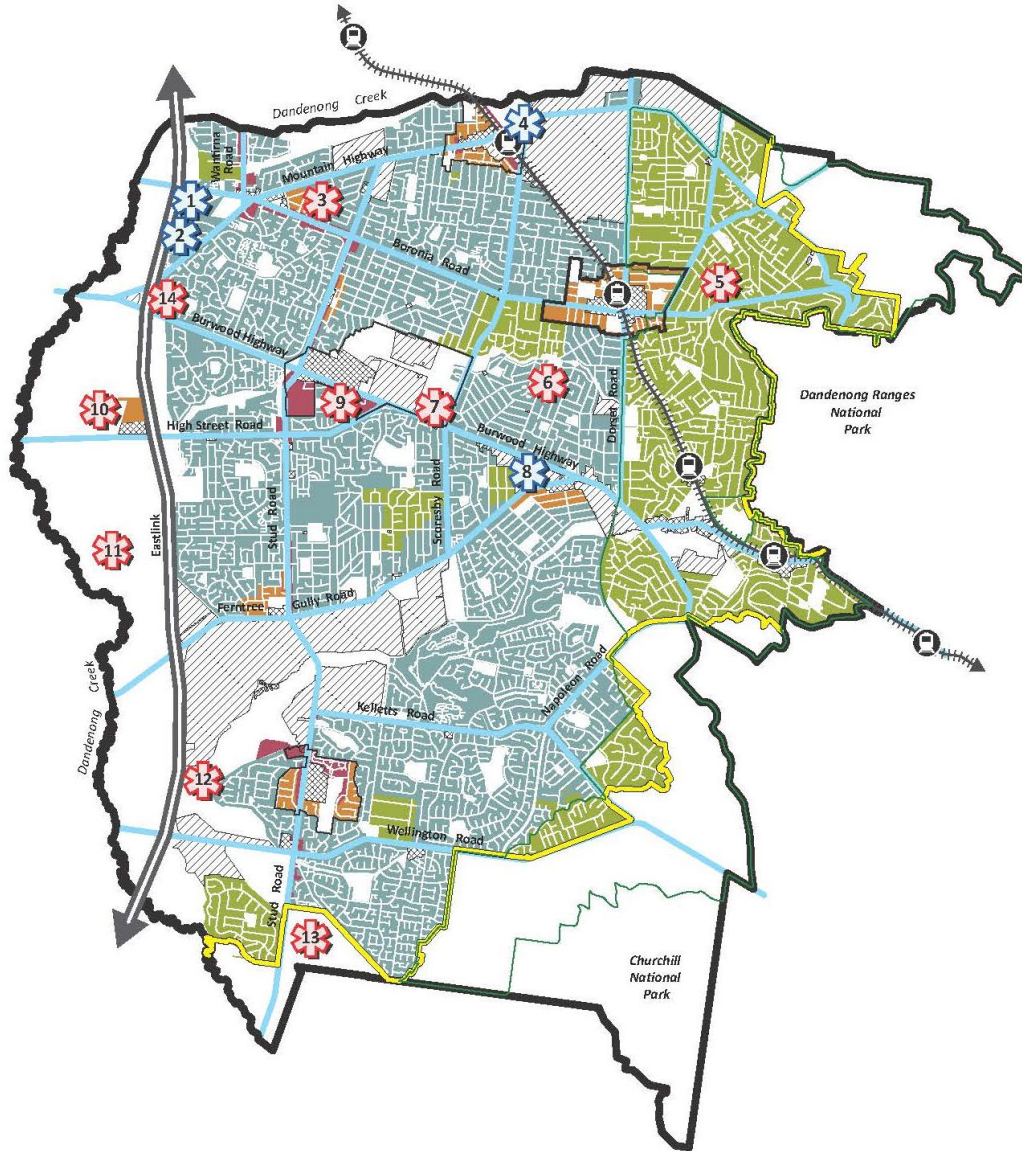 Dandenong Creek
4
Wantirna
Road
Mountain Highway
1
3
2
Boronia Road
5
14
Burwood Highway
6
Dandenong Ranges
National
Park
10
9
7
Dorset Road
High Street Road
Burwood Highway
8
Stud Road
Scoresby Road
Eastlink
11
Ferntree Gully Road
Dandenong Creek
Napoleon Road
Kelletts Road
12
Wellington Road
Stud Road
13
Churchill
National
Park